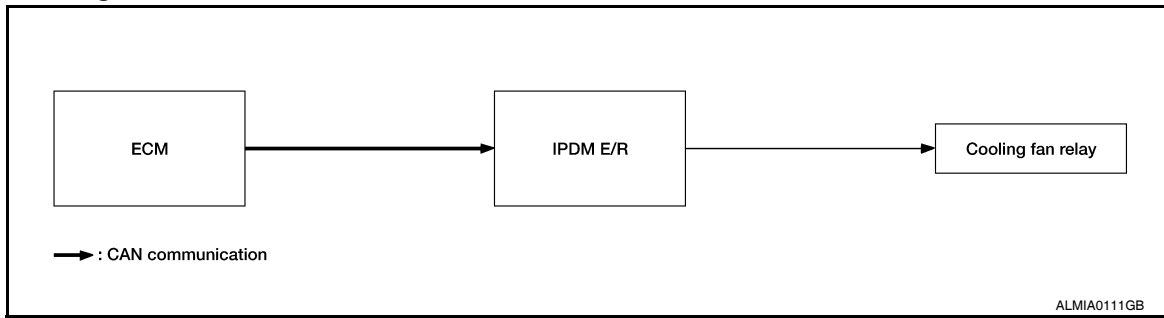 ECM
IPDM E/R
Cooling fan relay
: CAN communication
ALMIA0111GB